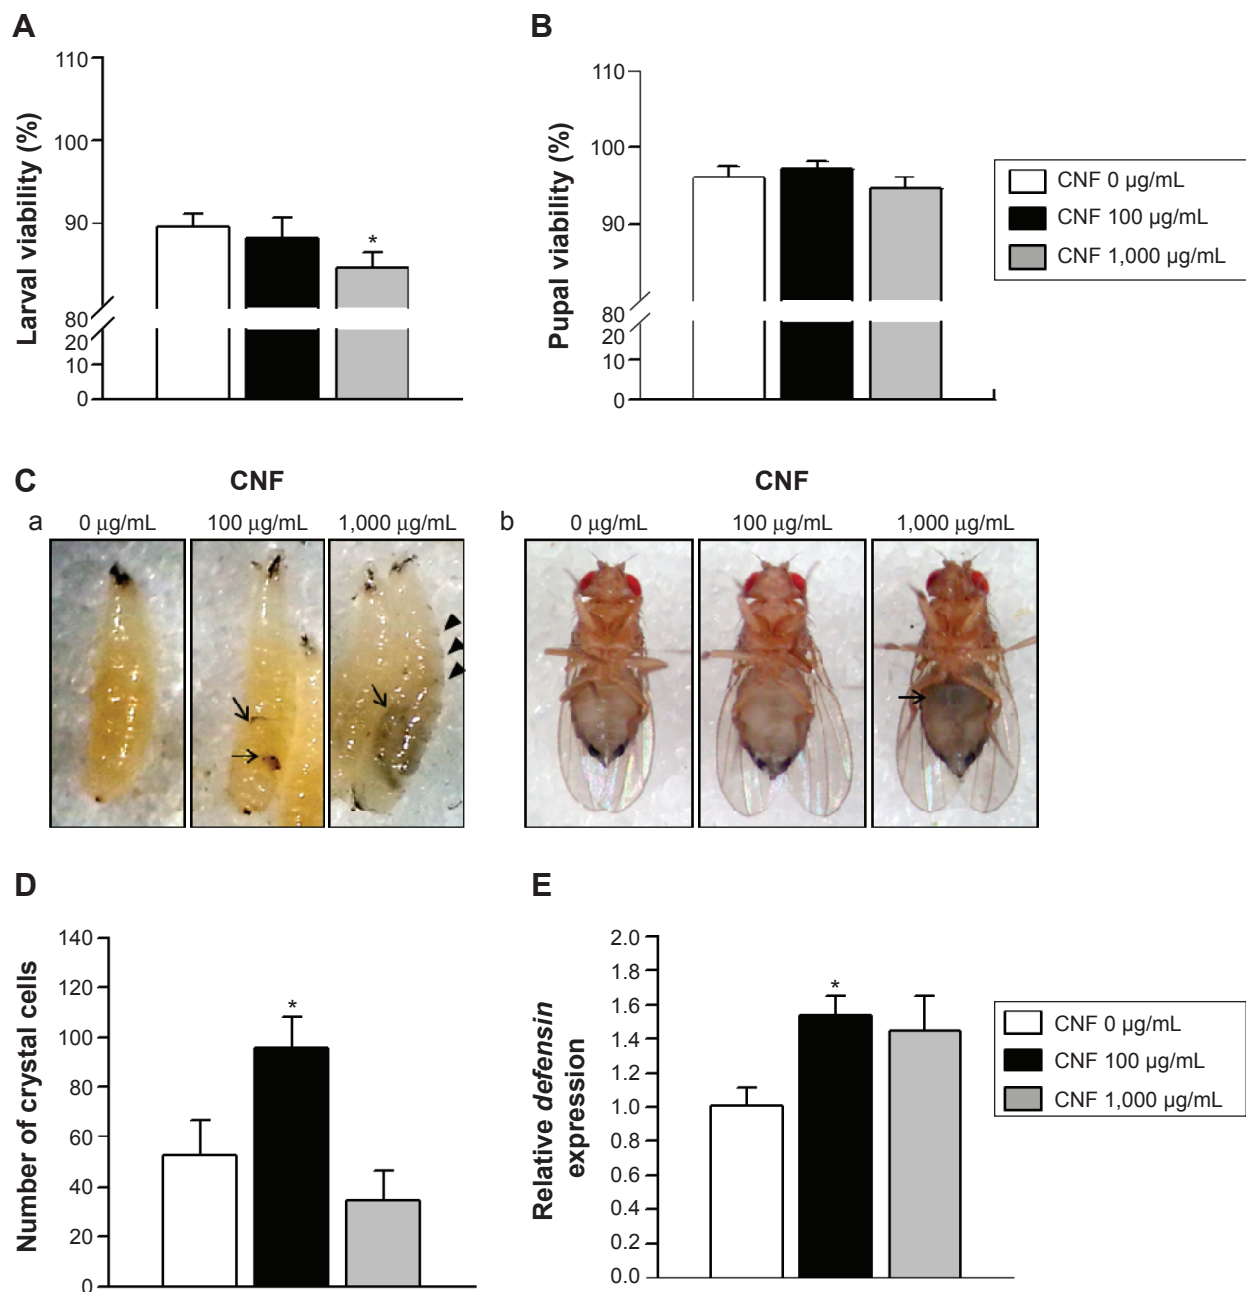 A
110
100
90
80
20
10
0
Larval viability (%)
*
B
110
100
90
80
20
10
0
Pupal viability (%)
CNF 0 µg/mL
CNF 100 µg/mL
CNF 1,000 µg/mL
C
CNF
a
0 µg/mL
100 µg/mL
1,000 µg/mL
CNF
b
0 µg/mL
100 µg/mL
1,000 µg/mL
D
140
120
100
80
60
40
20
0
Number of crystal cells
*
E
2.0
1.8
1.6
1.4
1.2
1.0
0.8
0.6
0.4
0.2
0.0
Relative defensin
expression
*
CNF 0 µg/mL
CNF 100 µg/mL
CNF 1,000 µg/mL